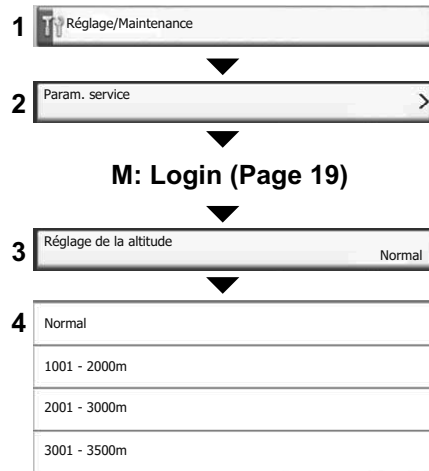 1 Réglage/Maintenance
2 Param. service >
M: Login (Page 19)
3 Réglage de la altitude
Normal
4 Normal
1001 - 2000m
2001 - 3000m
3001 - 3500m